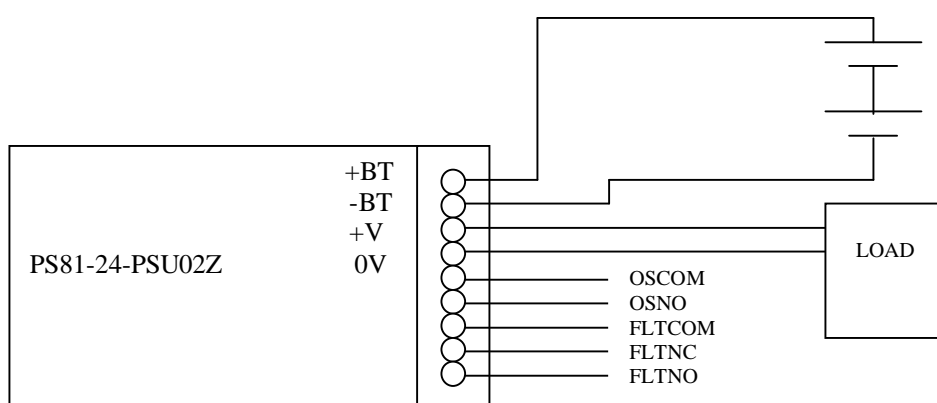 +BT
-BT
+V
PS81-24-PSU02Z
0V
LOAD
OSCOM
OSNO
FLTCOM
FLTNC
FLTNO